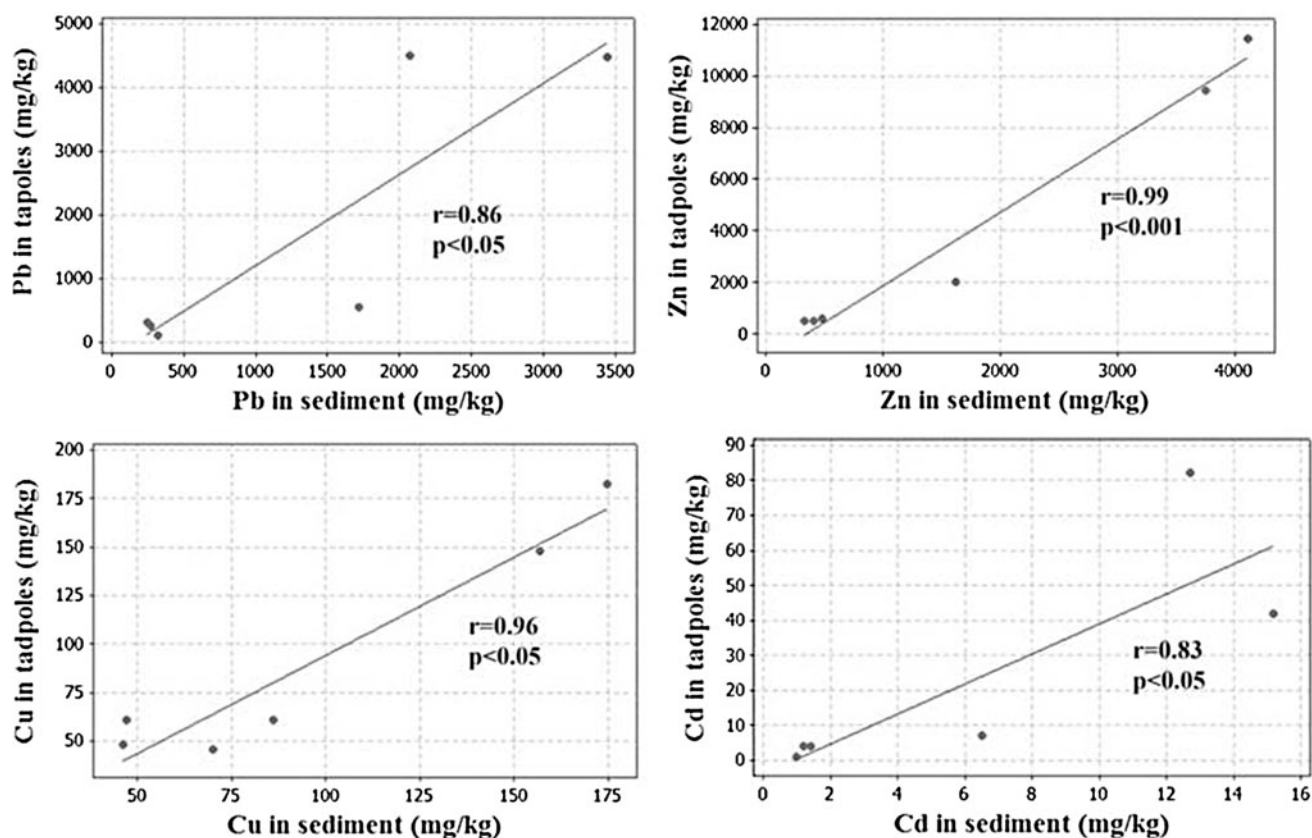 5000
4000
3000
2000
1000
0
Pb in tapoles (mg/kg)
r=0.86
p<0.05
0 500 1000 1500 2000 2500 3000 3500
Pb in sediment (mg/kg)
12000
10000
8000
6000
4000
2000
0
Zn in tadpoles (mg/kg)
r=0.99
p<0.001
0 1000 2000 3000 4000
Zn in sediment (mg/kg)
200
175
150
125
100
75
50
Cu in tadpoles (mg/kg)
r=0.96
p<0.05
50 75 100 125 150 175
Cu in sediment (mg/kg)
90
80
70
60
50
40
30
20
10
0
Cd in tadpoles (mg/kg)
r=0.83
p<0.05
0 2 4 6 8 10 12 14 16
Cd in sediment (mg/kg)